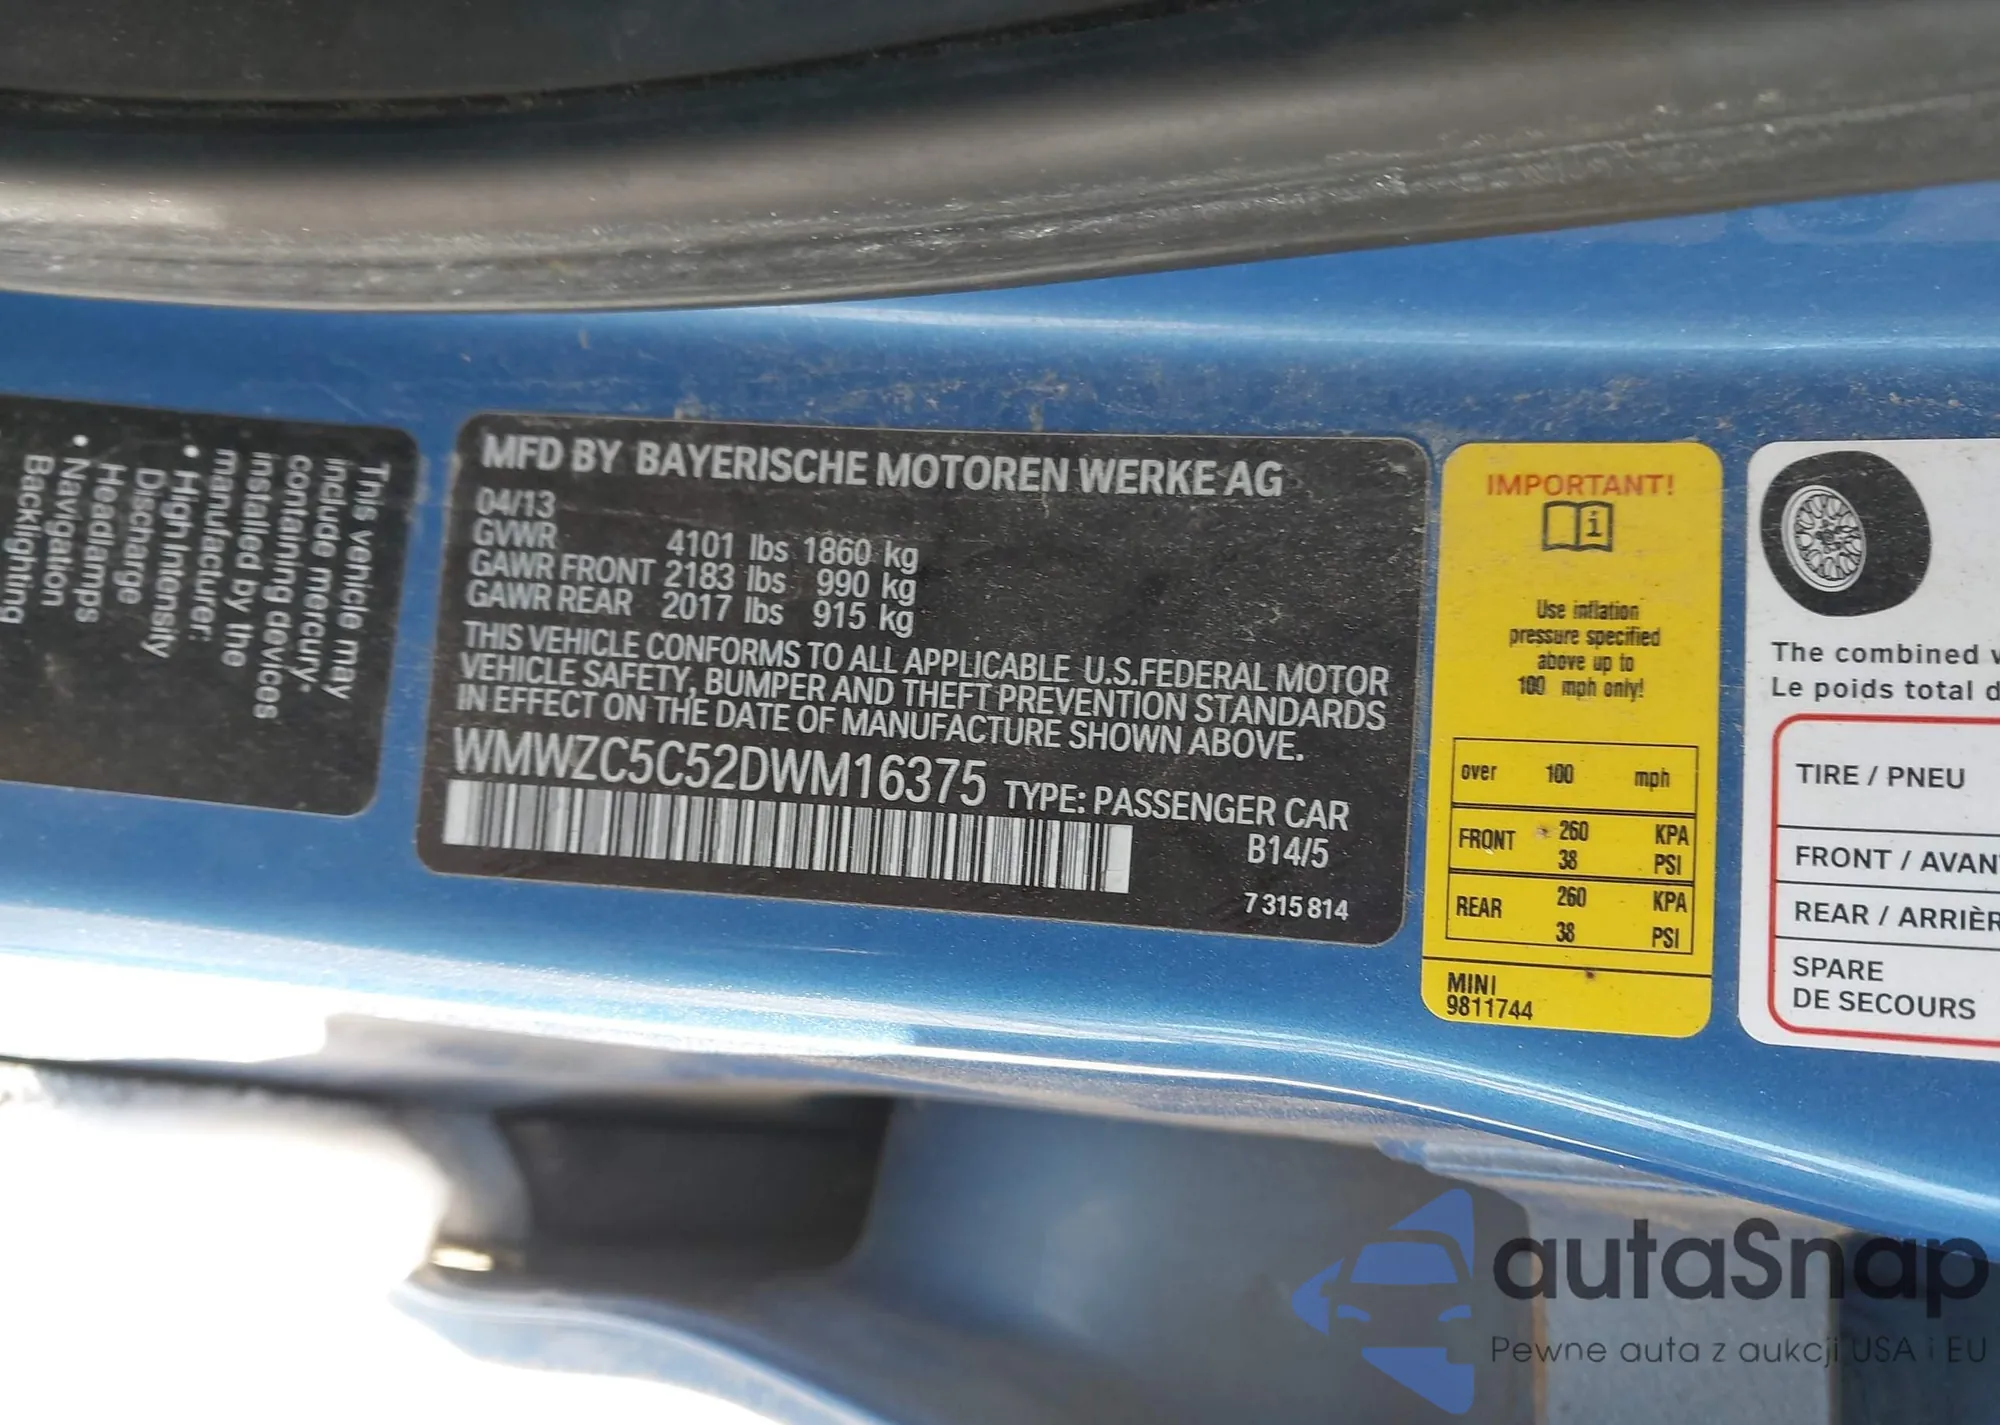 This vehicle may
include mercury-
containing devices
installed by the
manufacturer:
• High Intensity
Discharge
Headlamps
• Navigation
Backlighting
MFD BY BAYERISCHE MOTOREN WERKE AG
04/13
GVWR 4101 lbs 1860 kg
GAWR FRONT 2183 lbs 990 kg
GAWR REAR 2017 lbs 915 kg
THIS VEHICLE CONFORMS TO ALL APPLICABLE U.S.FEDERAL MOTOR
VEHICLE SAFETY, BUMPER AND THEFT PREVENTION STANDARDS
IN EFFECT ON THE DATE OF MANUFACTURE SHOWN ABOVE.
WMWZC5C52DWM16375 TYPE: PASSENGER CAR
B14/5
7 315 814
IMPORTANT!
i
Use inflation
pressure specified
above up to
100 mph only!
over 100 mph
FRONT 260 KPA
38 PSI
REAR 260 KPA
38 PSI
MINI
9811744
The combined
Le poids total
TIRE / PNEU
FRONT / AVAN
REAR / ARRIÈR
SPARE
DE SECOURS
autaSnap
Pewne auta z aukcji USA i EU